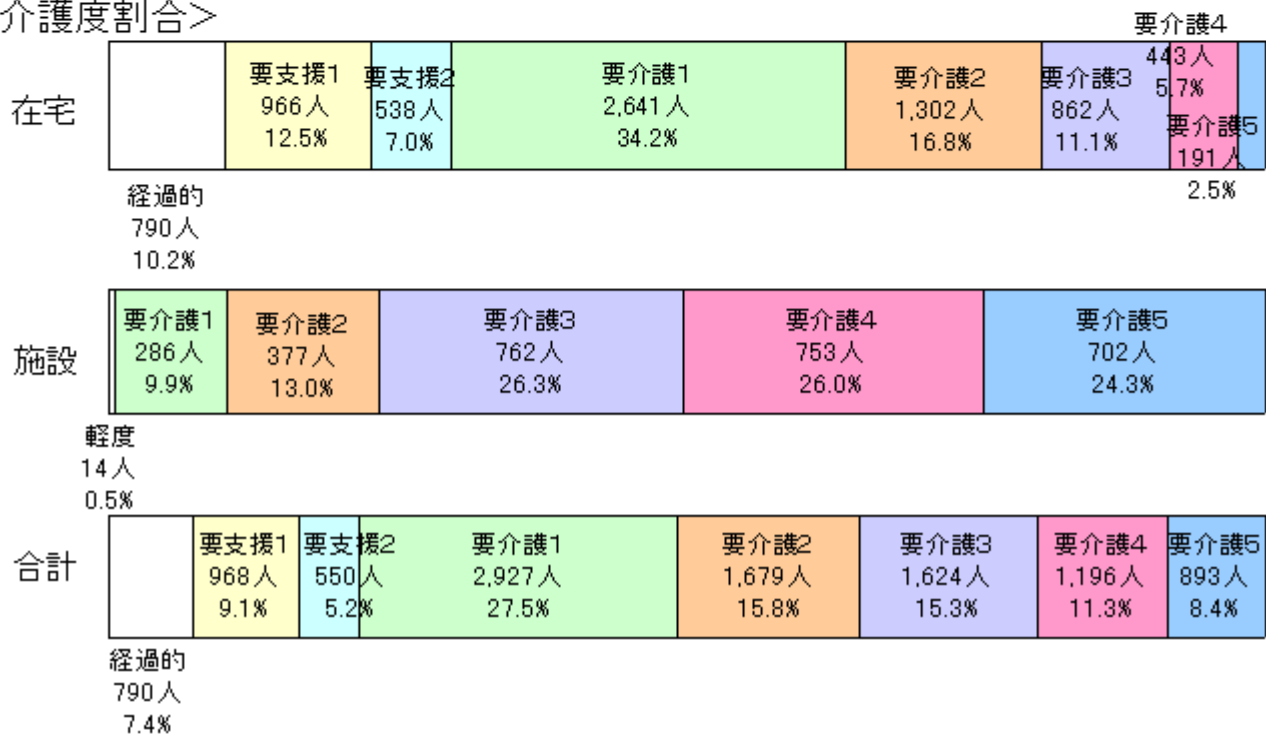 介護度割合>
在宅
経過的
790人
10.2%
要支援1
966人
12.5%
要支援2
538人
7.0%
要介護1
2,641人
34.2%
要介護2
1,302人
16.8%
要介護3
862人
11.1%
要介護4
443人
5.7%
要介護5
191人
2.5%
施設
軽度
14人
0.5%
要介護1
286人
9.9%
要介護2
377人
13.0%
要介護3
762人
26.3%
要介護4
753人
26.0%
要介護5
702人
24.3%
合計
経過的
790人
7.4%
要支援1
968人
9.1%
要支援2
550人
5.2%
要介護1
2,927人
27.5%
要介護2
1,679人
15.8%
要介護3
1,624人
15.3%
要介護4
1,196人
11.3%
要介護5
893人
8.4%